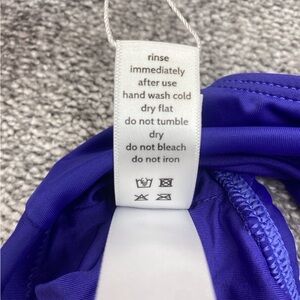 rinse
immediately
after use
hand wash cold
dry flat
do not tumble
dry
do not bleach
do not iron